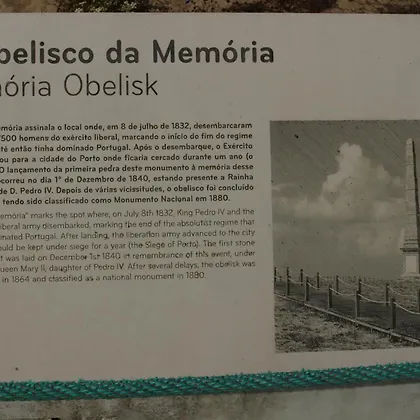 belisco da Memória
mória Obelisk
mória assinala o local onde, em 8 de julho de 1832, desembarcaram
7500 homens do exército liberal, marcando o início do fim do regime
té então tinha dominado Portugal. Após o desembarque, o Exército
ou para a cidade do Porto onde ficaria cercado durante um ano (o
O lançamento da primeira pedra deste monumento à memória desse
ocorreu no dia 1º de Dezembro de 1840, estando presente a Rainha
de D. Pedro IV. Depois de várias vicissitudes, o obelisco foi concluído
tendo sido classificado como Monumento Nacional em 1880.
emória" marks the spot where, on July 8th 1832, King Pedro IV and the
iberal army disembarked, marking the end of the absolutist regime that
inated Portugal. After landing, the liberation army advanced to the city
ould be kept under siege for a year (the Siege of Porto). The first stone
t was laid on December 1st 1840 in remembrance of this event, under
ueen Mary II, daughter of Pedro IV. After several delays, the obelisk was
in 1864 and classified as a national monument in 1880.